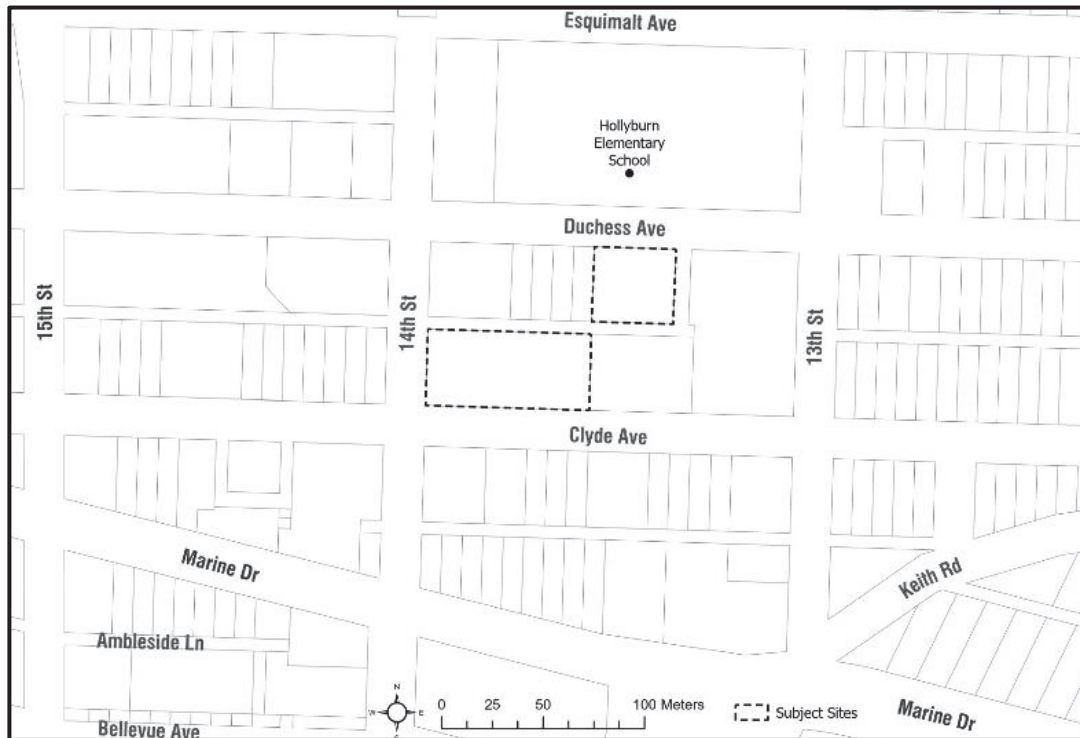 Esquimalt Ave
Hollyburn
Elementary
School
Duchess Ave
15th St
14th St
13th St
Clyde Ave
Marine Dr
Keith Rd
Ambleside Ln
Bellevue Ave
N
W E
S
0 25 50 100 Meters
Subject Sites
Marine Dr